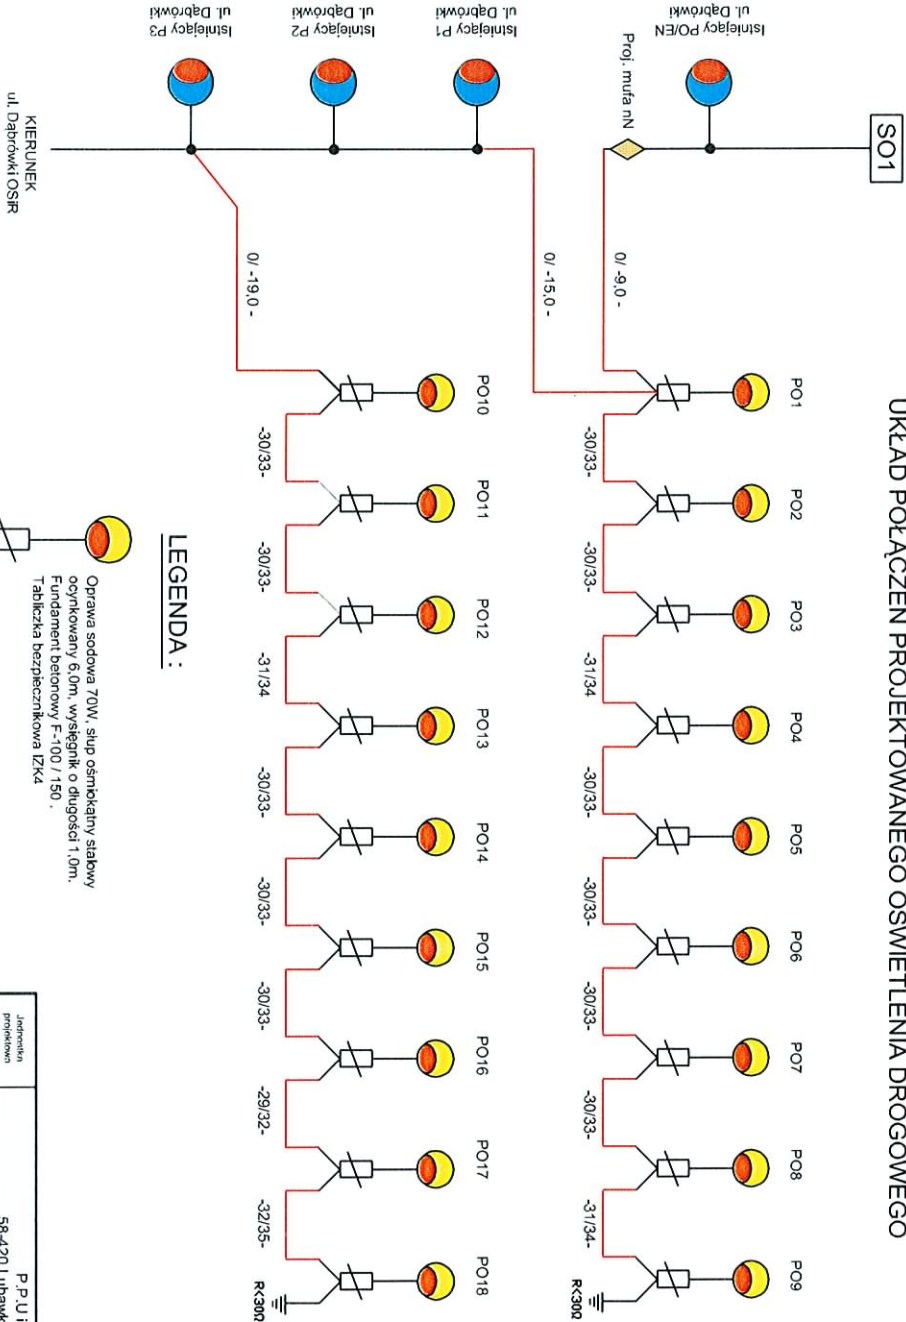 UKŁAD POŁĄCZEŃ PROJEKTOWANEGO OŚWIETLENIA DROGOWEGO
SO1
Istniejący PO/EN
ul. Dąbrówki
Proj. mufa nN
Istniejący P1
ul. Dąbrówki
Istniejący P2
ul. Dąbrówki
Istniejący P3
ul. Dąbrówki
KIERUNEK
ul. Dąbrówki OSiR
PO1
PO2
PO3
PO4
PO5
PO6
PO7
PO8
PO9
0/ -9,0 -
-30/33-
-30/33-
-31/34
-30/33-
-30/33-
-30/33-
-30/33-
-31/34-
R<30Ω
0/ -15,0 -
PO10
PO11
PO12
PO13
PO14
PO15
PO16
PO17
PO18
0/ -19,0 -
-30/33-
-30/33-
-31/34
-30/33-
-30/33-
-30/33-
-29/32-
-32/35-
R<30Ω
LEGENDA :
Oprawa sodowa 70W, słup ośmiokątny stalowy
ocynkowany 6,0m, wysięgnik o długości 1,0m,
Fundament betonowy F-100 / 150 .
Tabliczka bezpiecznikowa IZK4
Jednostka
projektowa
P.P.U i
58-420 Lubawk